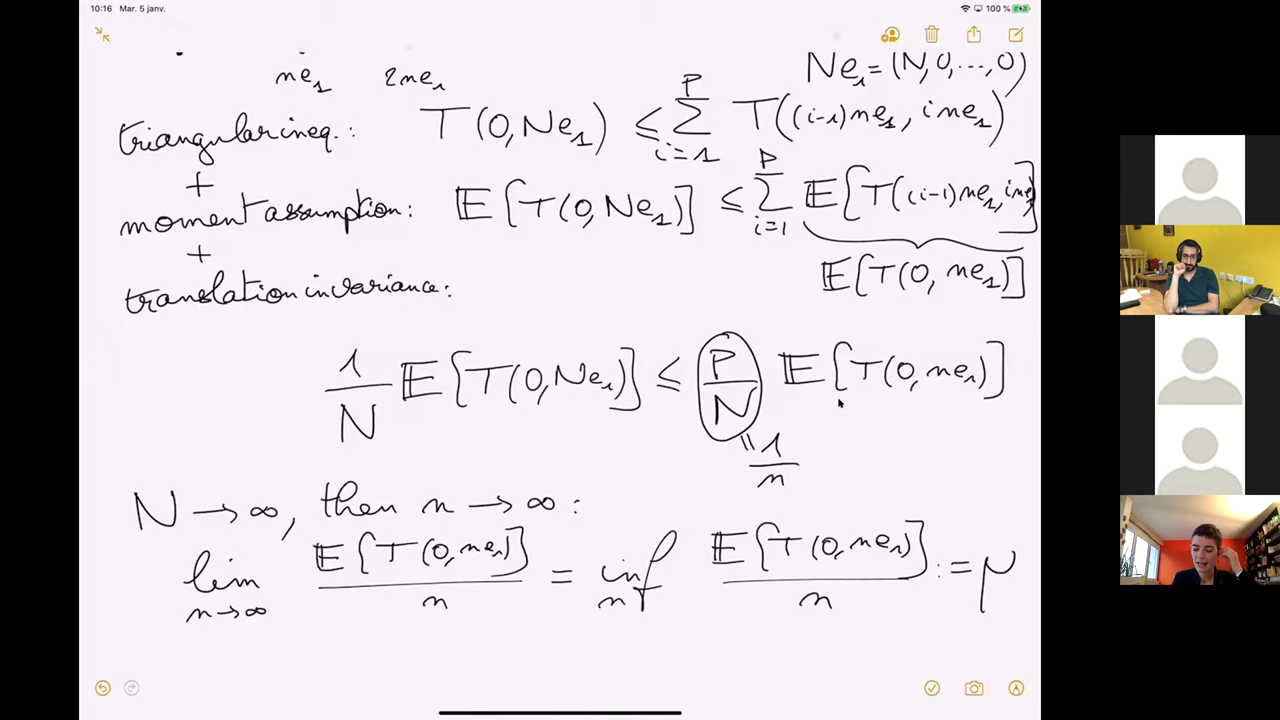 10:16 Mar. 5 janv.
100 %
ne₁ 2ne₁
Ne₁ = (N, 0, ..., 0)
triangular ineq.: T(0, Ne₁) ≤ ∑_{i=1}^{P} T((i-1)ne₁, ine₁)
+
moment assumption: 𝔼[T(0, Ne₁)] ≤ ∑_{i=1}^{P} 𝔼[T((i-1)ne₁, ine₁)]
+
𝔼[T(0, ne₁)]
translation invariance:
1/N 𝔼[T(0, Ne₁)] ≤ P/N 𝔼[T(0, ne₁)]
= 1/n
N → ∞, then n → ∞:
lim_{n→∞} 𝔼[T(0, ne₁)]/n = inf_n 𝔼[T(0, ne₁)]/n := μ